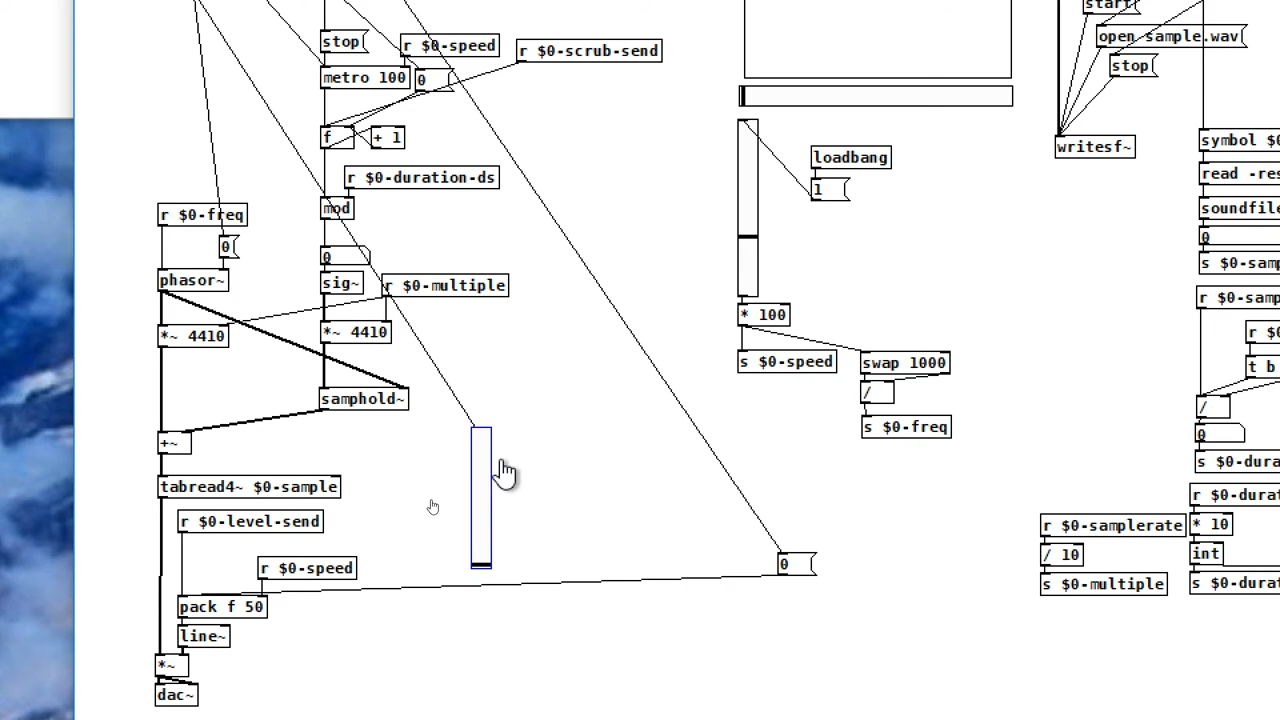 start
open sample.wav
stop
r $0-speed
r $0-scrub-send
stop
metro 100
0
f
+ 1
writesf~
symbol $0
loadbang
read -res
r $0-duration-ds
1
mod
soundfile
r $0-freq
0
0
0
s $0-samp
phasor~
sig~
r $0-multiple
r $0-samp
* 100
*~ 4410
*~ 4410
r $0
s $0-speed
swap 1000
t b
/
samphold~
/
s $0-freq
0
+~
s $0-dura
tabread4~ $0-sample
r $0-durat
r $0-level-send
r $0-samplerate
* 10
r $0-speed
0
/ 10
int
s $0-multiple
s $0-durat
pack f 50
line~
*~
dac~